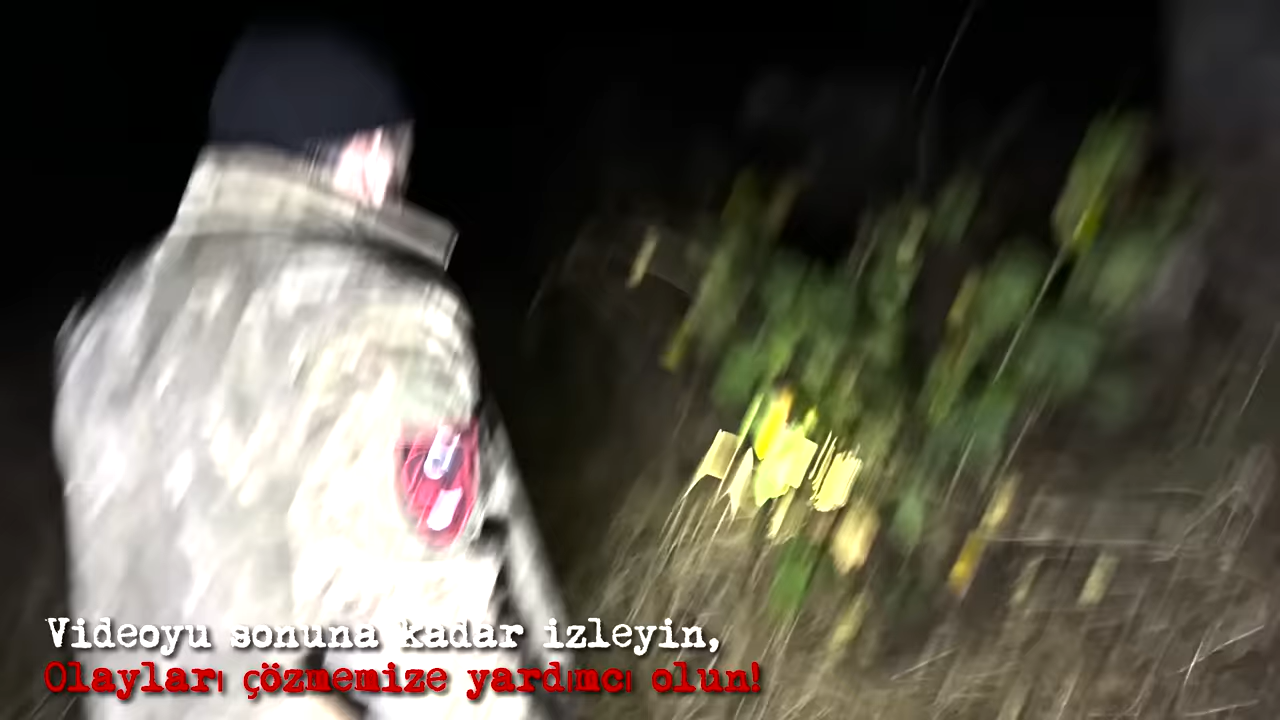 Videoyu sonuna kadar izleyin,
Olayları çözmemize yardımcı olun!